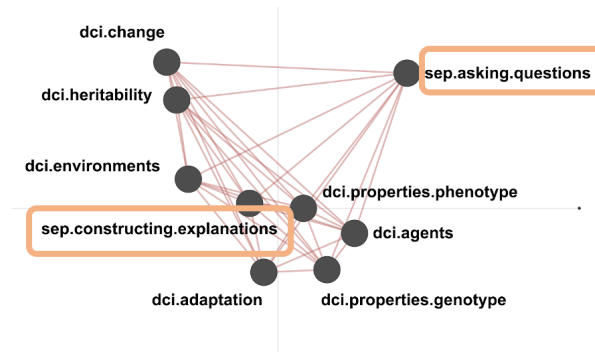 dci.change
sep.asking.questions
dci.heritability
dci.environments
dci.properties.phenotype
sep.constructing.explanations
dci.agents
dci.adaptation
dci.properties.genotype